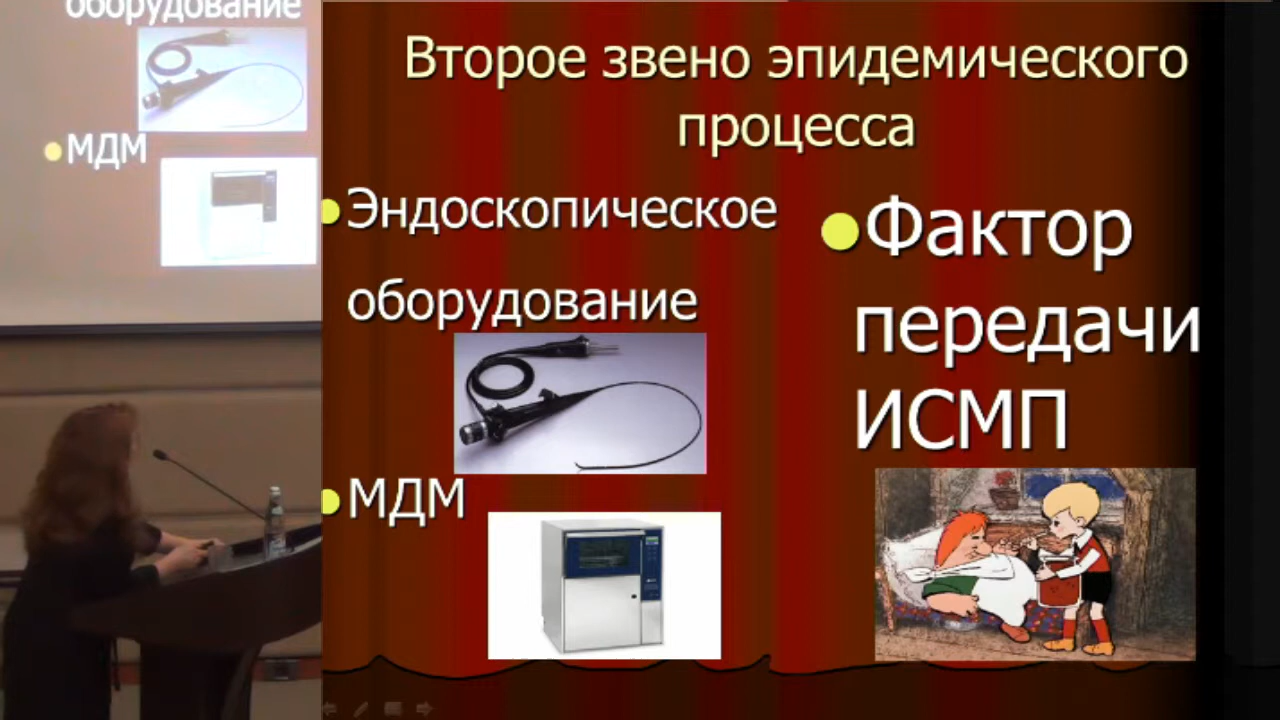 оборудование
МДМ
Второе звено эпидемического
процесса
Эндоскопическое
оборудование
МДМ
Фактор
передачи
ИСМП